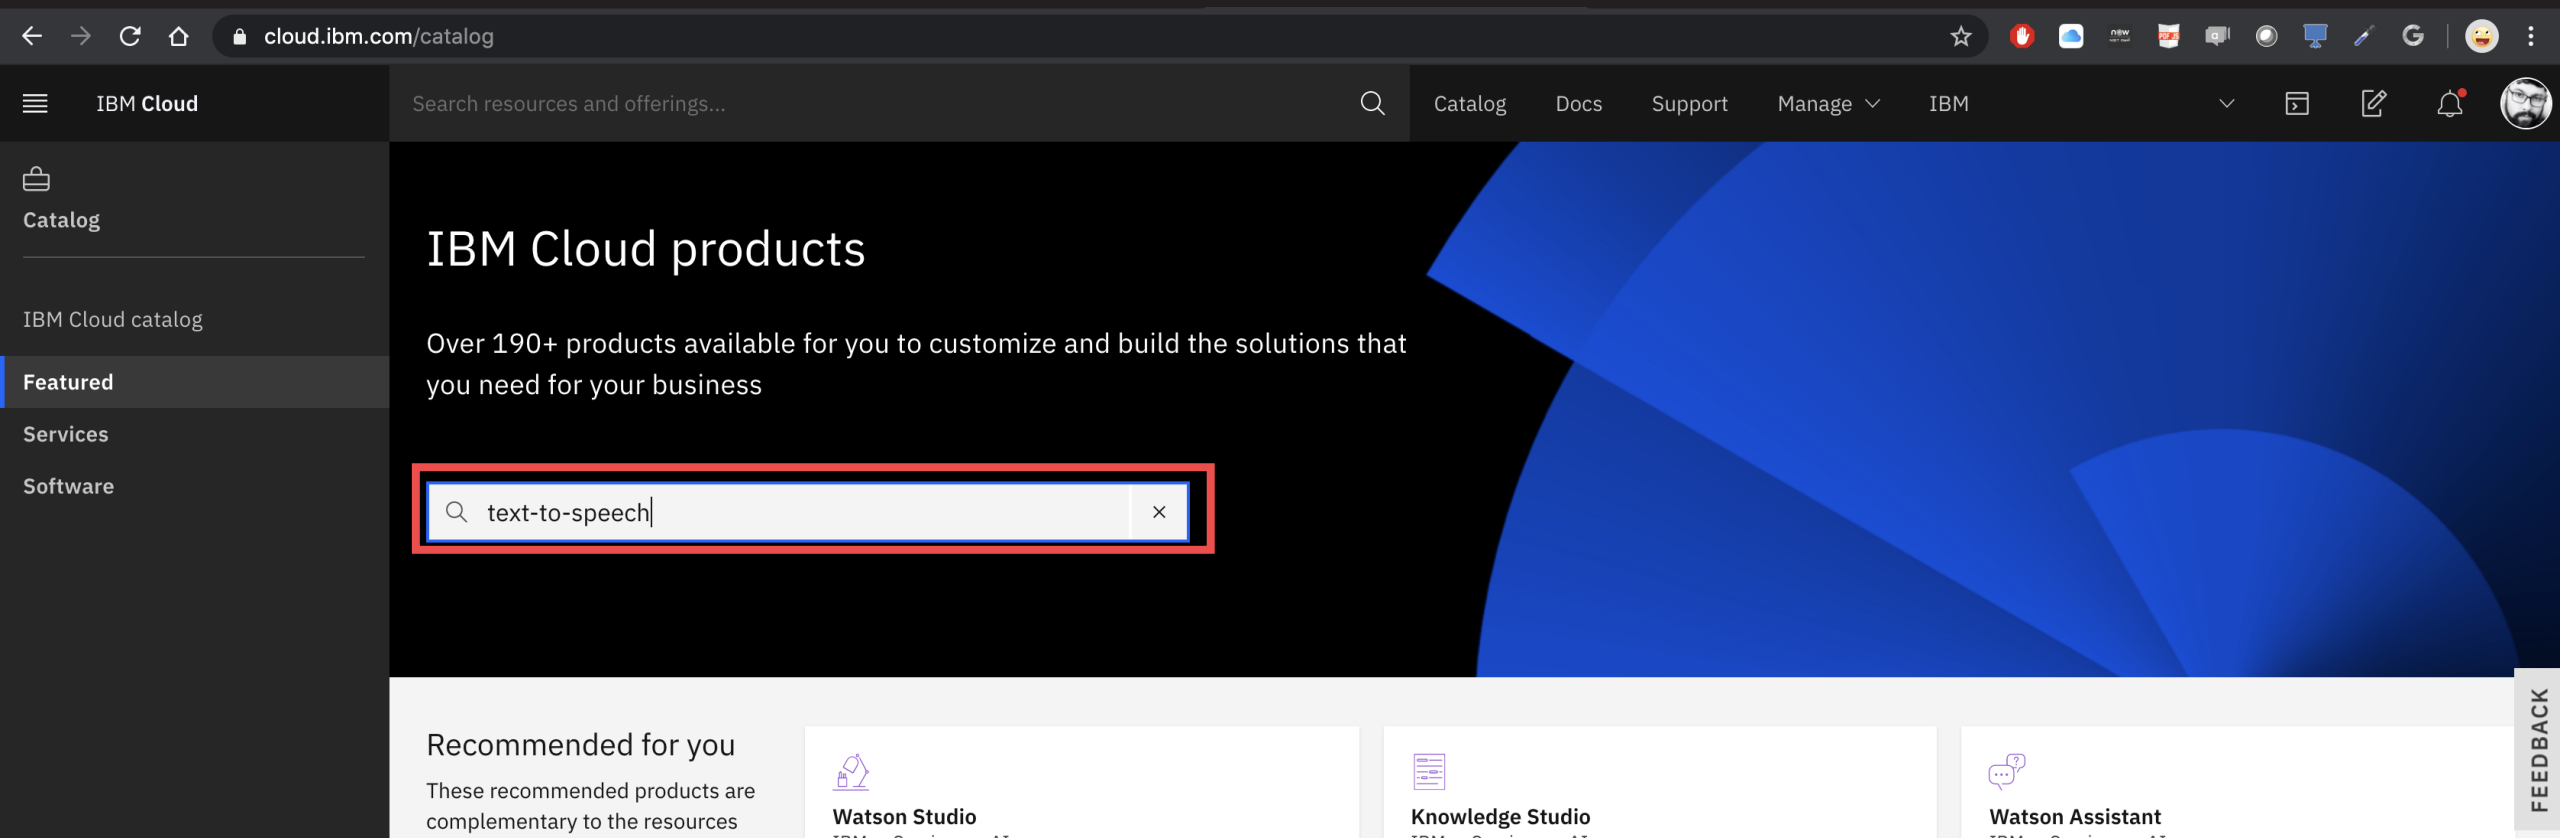 cloud.ibm.com/catalog
IBM Cloud
Search resources and offerings...
Catalog
Docs
Support
Manage
IBM
Catalog
IBM Cloud catalog
Featured
Services
Software
IBM Cloud products
Over 190+ products available for you to customize and build the solutions that
you need for your business
text-to-speech
FEEDBACK
Recommended for you
These recommended products are
complementary to the resources
Watson Studio
Knowledge Studio
Watson Assistant